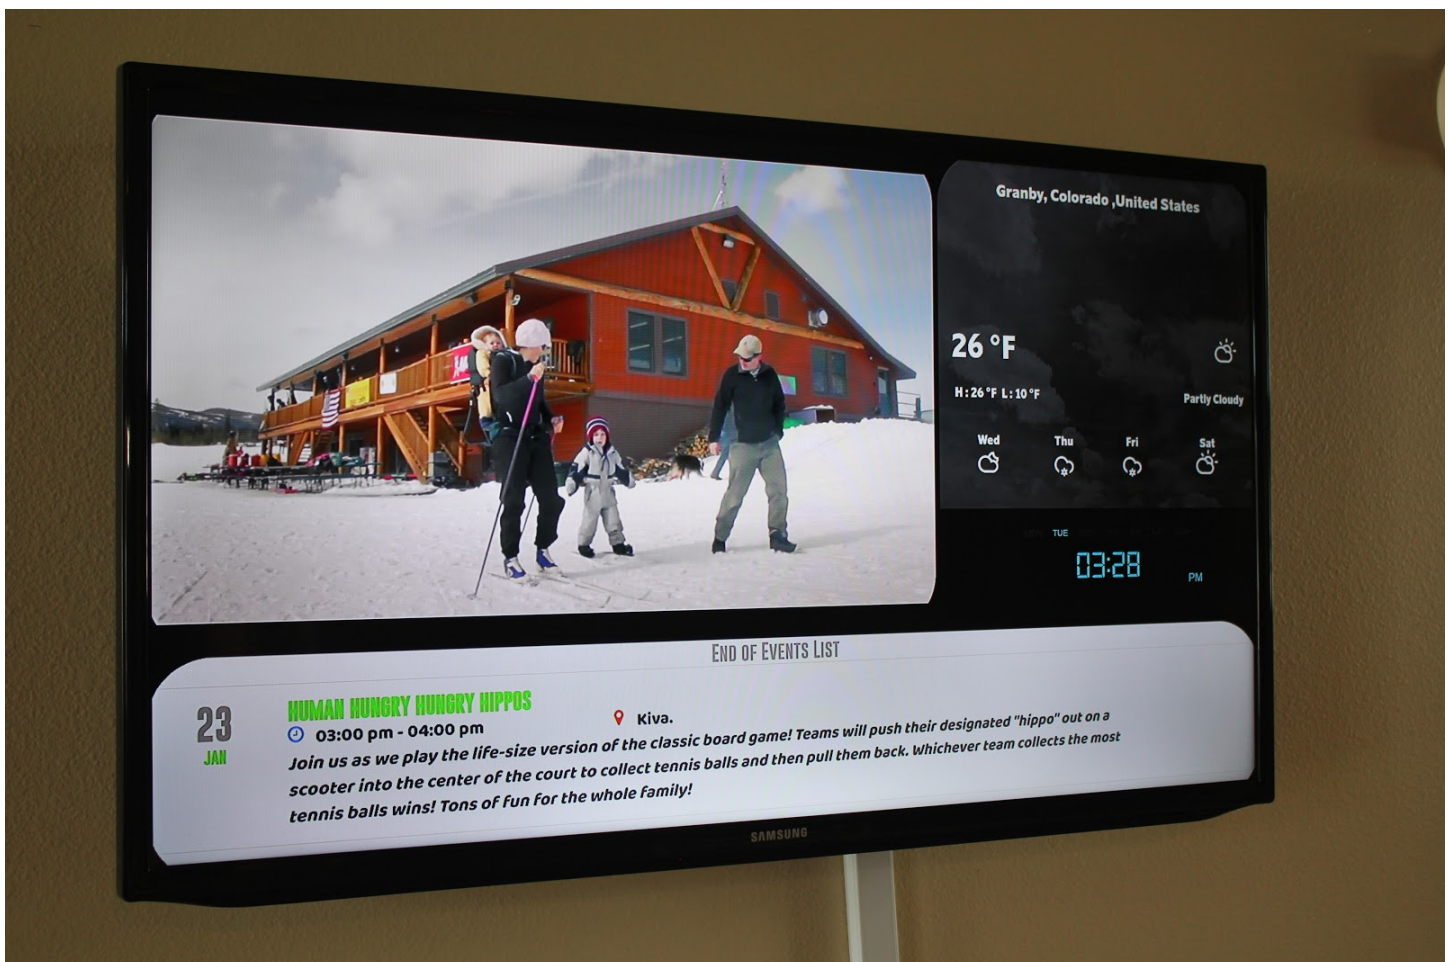 Granby, Colorado ,United States
26 °F
H:26 °F L:10 °F
Partly Cloudy
Wed Thu Fri Sat
TUE
03:28 PM
END OF EVENTS LIST
23
JAN
HUMAN HUNGRY HUNGRY HIPPOS
03:00 pm - 04:00 pm
Kiva.
Join us as we play the life-size version of the classic board game! Teams will push their designated "hippo" out on a
scooter into the center of the court to collect tennis balls and then pull them back. Whichever team collects the most
tennis balls wins! Tons of fun for the whole family!
SAMSUNG